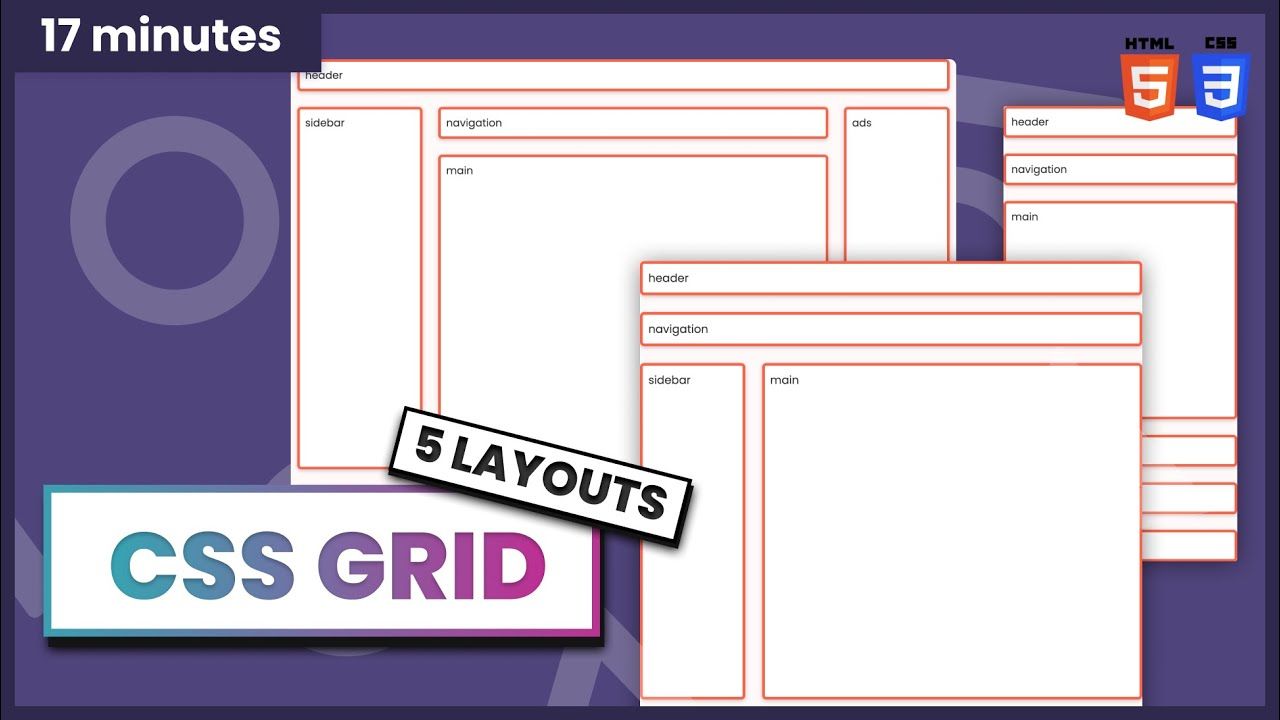 17 minutes
HTML
5
CSS
3
header
sidebar
navigation
ads
main
header
navigation
main
header
navigation
sidebar
main
5 LAYOUTS
CSS GRID